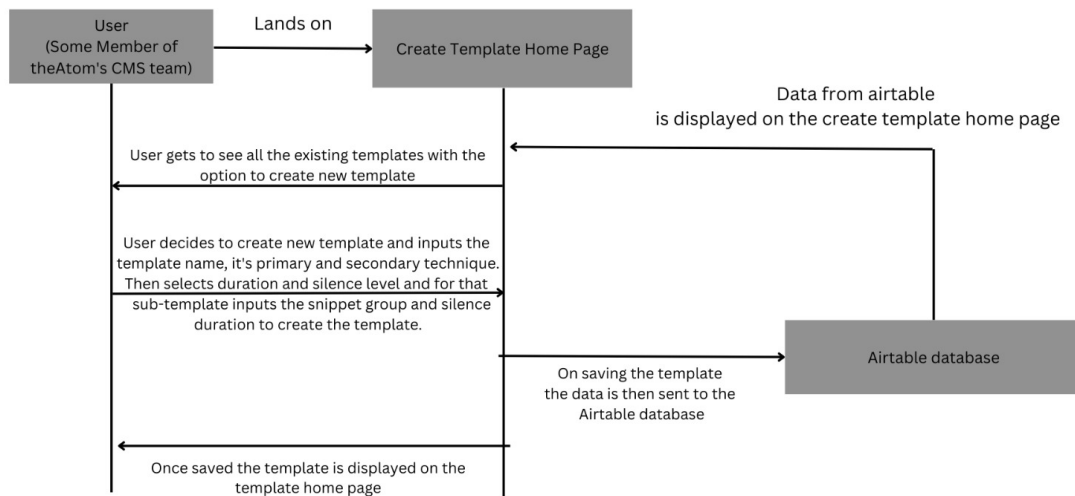 User
(Some Member of
theAtom's CMS team)
Lands on
Create Template Home Page
Data from airtable
is displayed on the create template home page
User gets to see all the existing templates with the
option to create new template
User decides to create new template and inputs the
template name, it's primary and secondary technique.
Then selects duration and silence level and for that
sub-template inputs the snippet group and silence
duration to create the template.
Airtable database
On saving the template
the data is then sent to the
Airtable database
Once saved the template is displayed on the
template home page